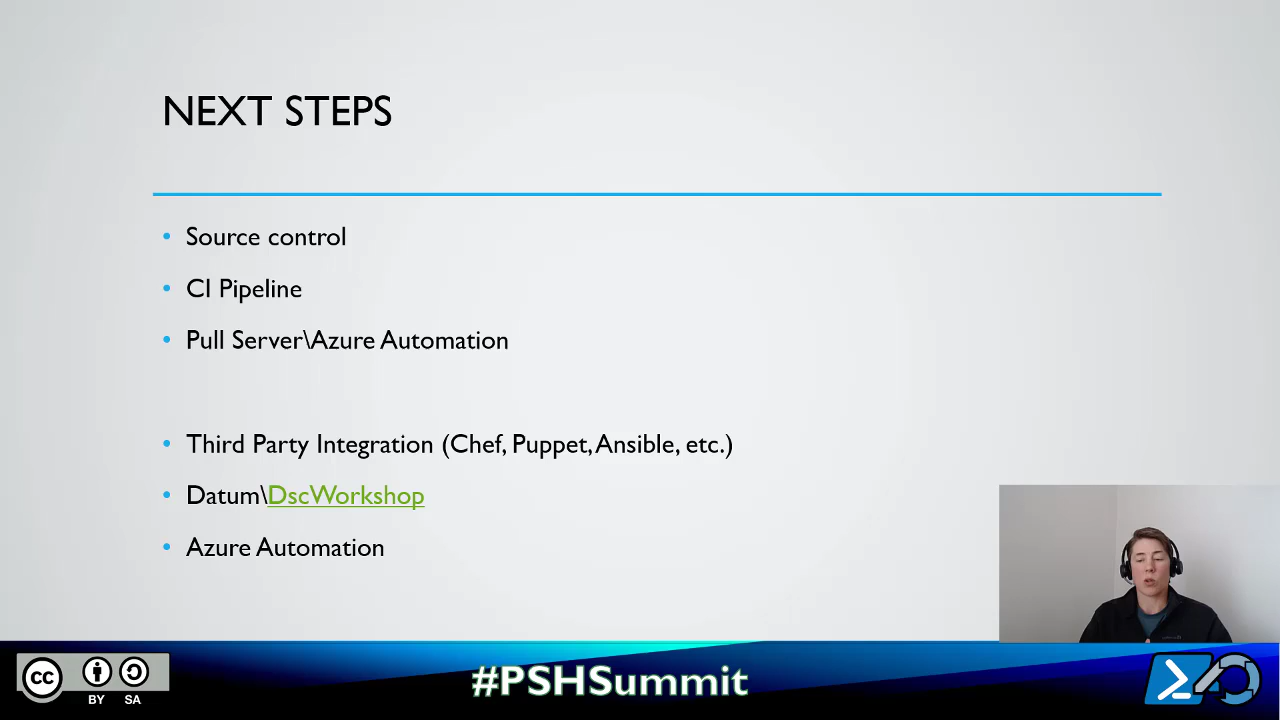 NEXT STEPS
• Source control
• CI Pipeline
• Pull Server\Azure Automation
• Third Party Integration (Chef, Puppet, Ansible, etc.)
• Datum\DscWorkshop
• Azure Automation
cc
BY SA
#PSHSummit